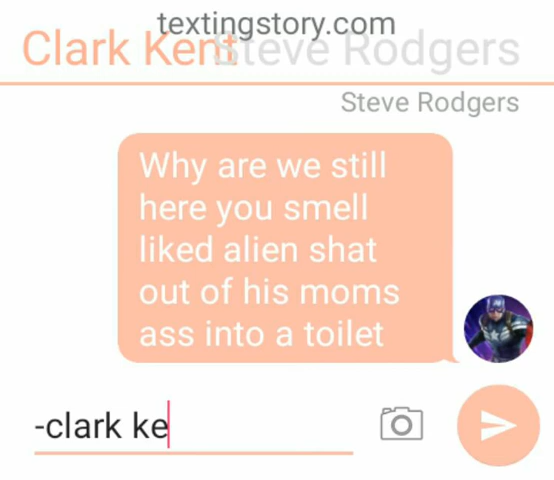 textingstory.com
Clark Kent Steve Rodgers
Steve Rodgers
Why are we still
here you smell
liked alien shat
out of his moms
ass into a toilet
-clark ke